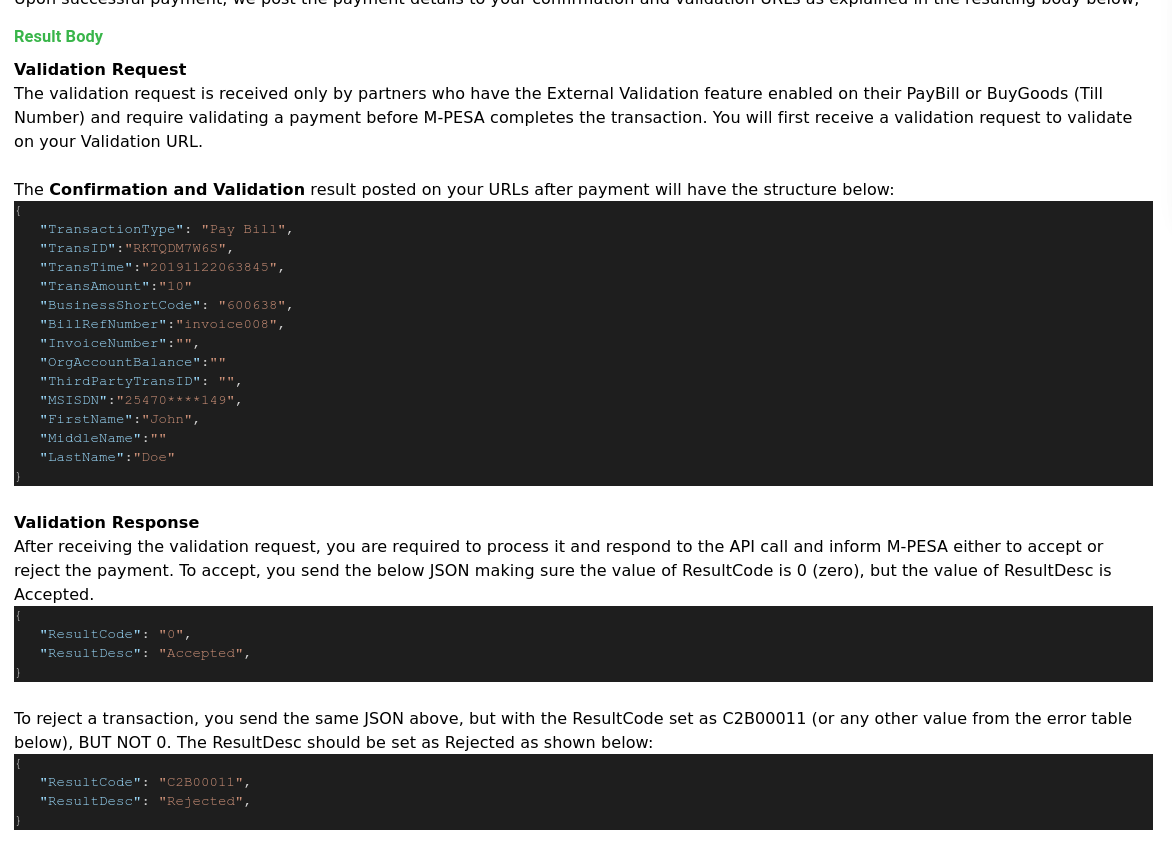 Upon successful payment, we post the payment details to your confirmation and validation URLs as explained in the resulting body below;
Result Body
Validation Request
The validation request is received only by partners who have the External Validation feature enabled on their PayBill or BuyGoods (Till
Number) and require validating a payment before M-PESA completes the transaction. You will first receive a validation request to validate
on your Validation URL.
The Confirmation and Validation result posted on your URLs after payment will have the structure below:
{
"TransactionType": "Pay Bill",
"TransID":"RKTQDM7W6S",
"TransTime":"20191122063845",
"TransAmount":"10"
"BusinessShortCode": "600638",
"BillRefNumber":"invoice008",
"InvoiceNumber":"",
"OrgAccountBalance":""
"ThirdPartyTransID": "",
"MSISDN":"25470****149",
"FirstName":"John",
"MiddleName":""
"LastName":"Doe"
}
Validation Response
After receiving the validation request, you are required to process it and respond to the API call and inform M-PESA either to accept or
reject the payment. To accept, you send the below JSON making sure the value of ResultCode is 0 (zero), but the value of ResultDesc is
Accepted.
{
"ResultCode": "0",
"ResultDesc": "Accepted",
}
To reject a transaction, you send the same JSON above, but with the ResultCode set as C2B00011 (or any other value from the error table
below), BUT NOT 0. The ResultDesc should be set as Rejected as shown below:
{
"ResultCode": "C2B00011",
"ResultDesc": "Rejected",
}